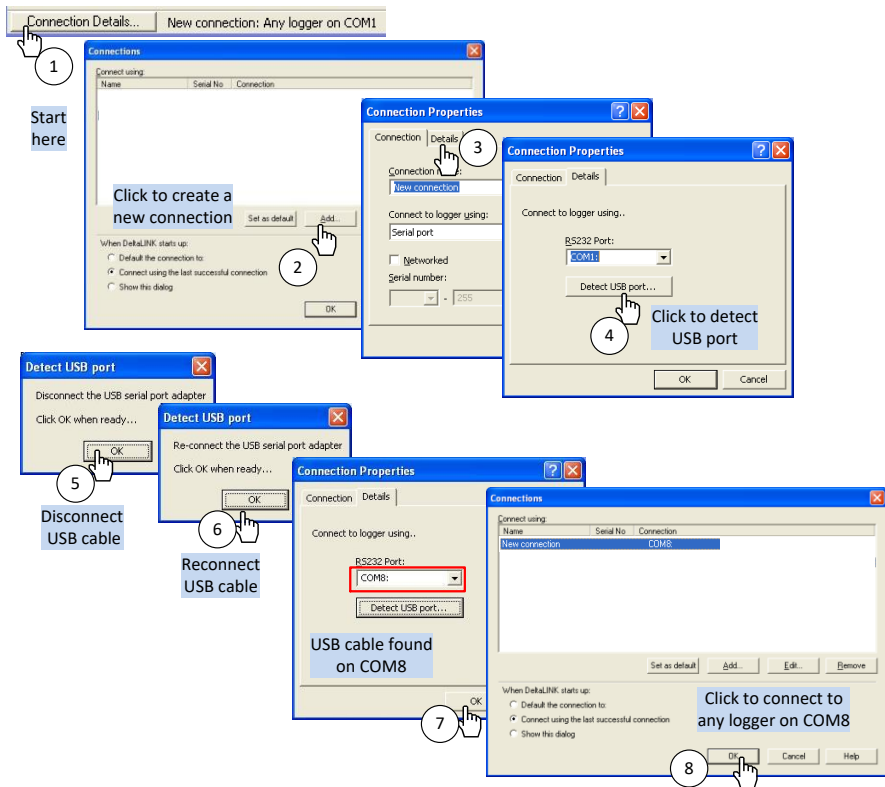 Connection Details... New connection: Any logger on COM1
1
Start
here
Connections
Connect using:
Name Serial No Connection
Click to create a
new connection
Set as default Add...
2
When DeltaLINK starts up:
Default the connection to:
Connect using the last successful connection
Show this dialog
OK
Connection Properties
Connection Details
3
New connection
Connect to logger using:
Serial port
Networked
Serial number:
- 255
Connection Properties
Connection Details
Connect to logger using..
RS232 Port:
COM1:
Detect USB port...
4
Click to detect
USB port
OK Cancel
Detect USB port
Disconnect the USB serial port adapter
Click OK when ready...
OK
5
Disconnect
USB cable
Detect USB port
Re-connect the USB serial port adapter
Click OK when ready...
OK
6
Reconnect
USB cable
Connection Properties
Connection Details
Connect to logger using..
RS232 Port:
COM8:
Detect USB port...
USB cable found
on COM8
OK
7
Connections
Connect using:
Name Serial No Connection
New connection COM8:
Set as default Add... Edit... Remove
When DeltaLINK starts up:
Default the connection to:
Connect using the last successful connection
Show this dialog
Click to connect to
any logger on COM8
8
OK Cancel Help